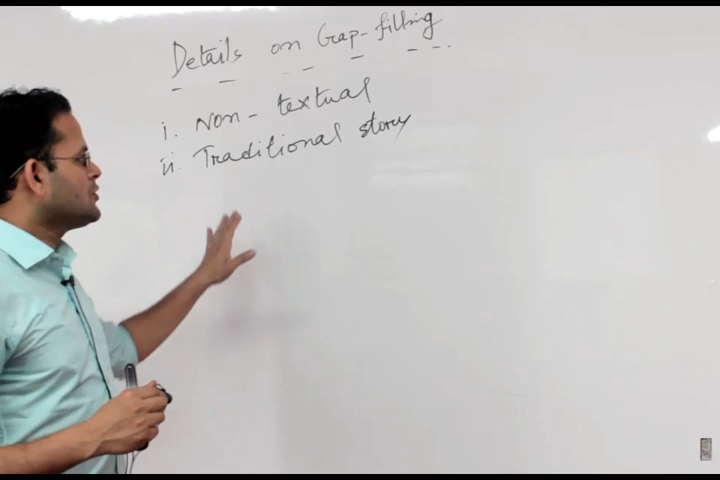 Details on Gap-filling
i. Non-textual
ii. Traditional story